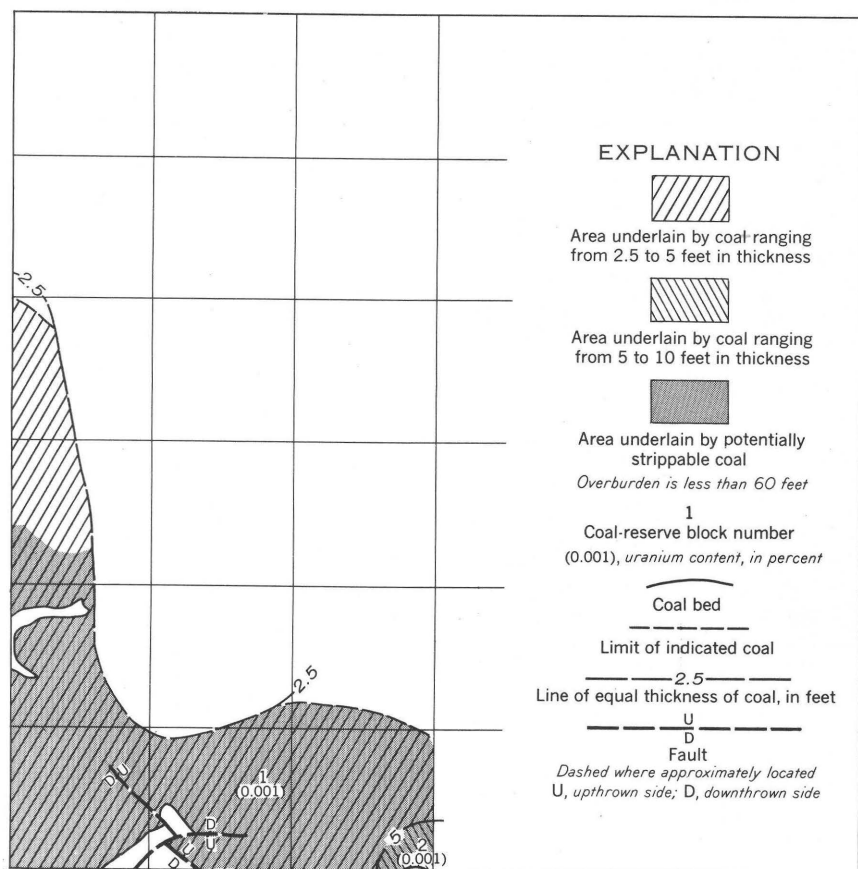 2.5
2.5
1
(0.001)
5
2
(0.001)
U
D
D
U
U
D
EXPLANATION
Area underlain by coal ranging
from 2.5 to 5 feet in thickness
Area underlain by coal ranging
from 5 to 10 feet in thickness
Area underlain by potentially
strippable coal
Overburden is less than 60 feet
1
Coal-reserve block number
(0.001), uranium content, in percent
Coal bed
Limit of indicated coal
2.5
Line of equal thickness of coal, in feet
U
D
Fault
Dashed where approximately located
U, upthrown side; D, downthrown side